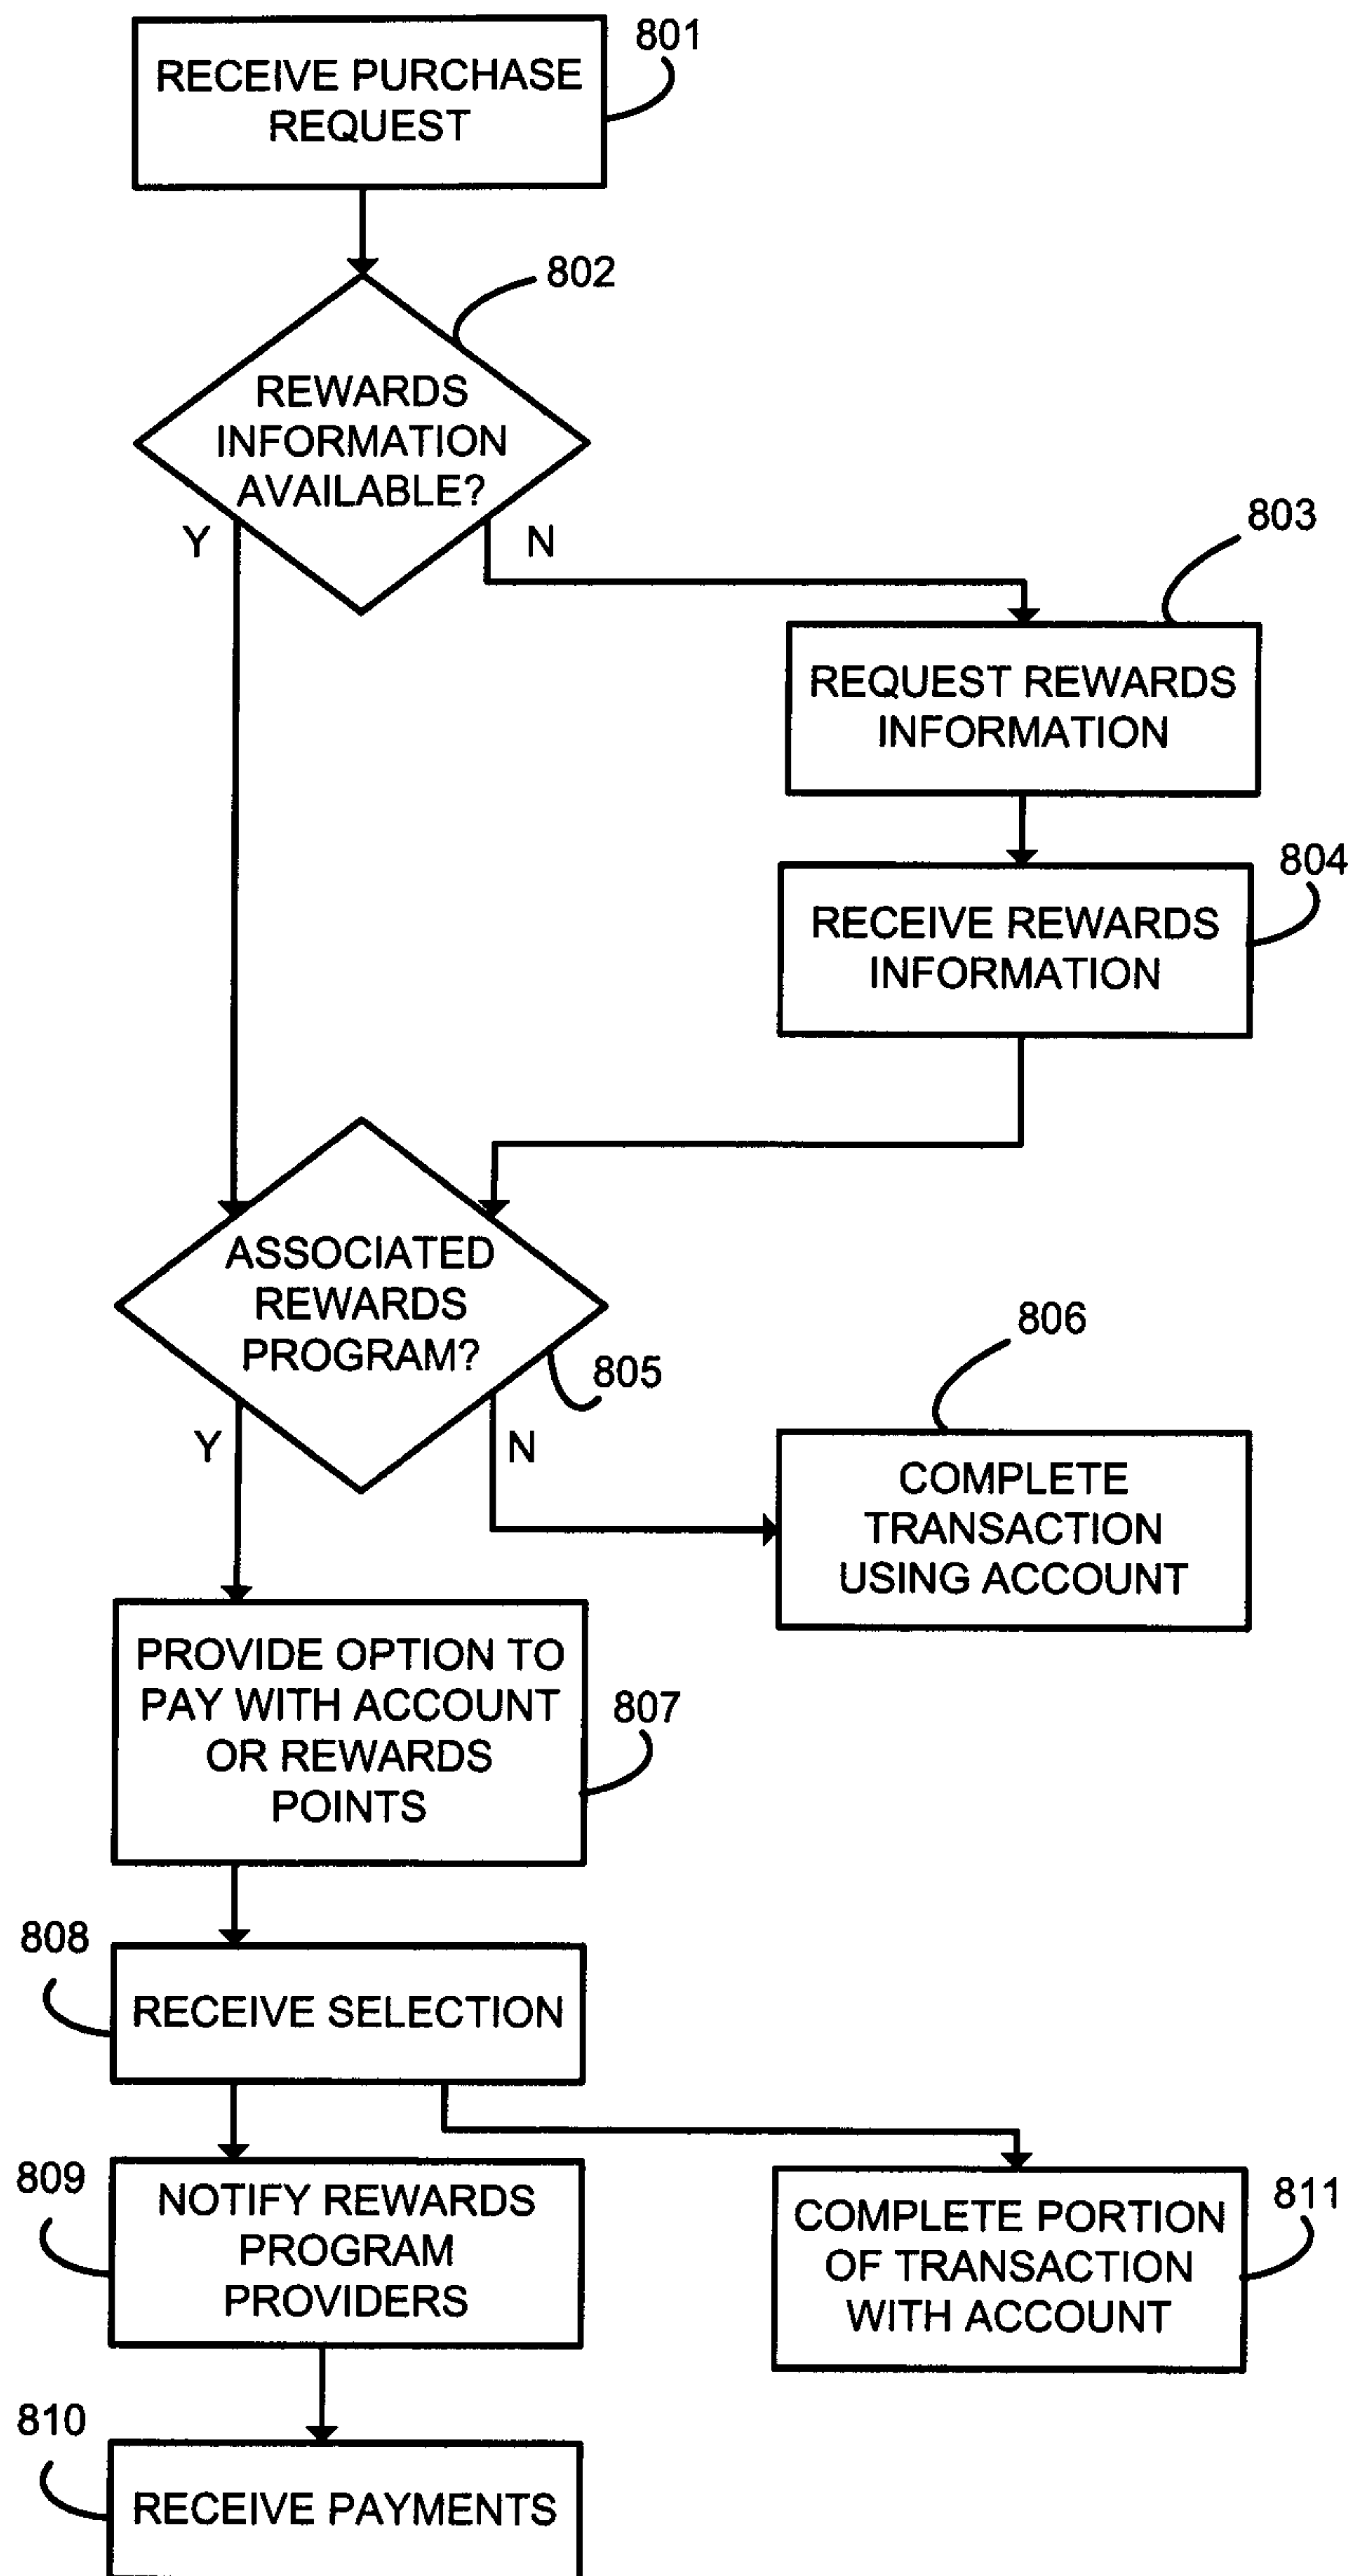 801
RECEIVE PURCHASE
REQUEST
802
REWARDS
INFORMATION
AVAILABLE?
Y
N
803
REQUEST REWARDS
INFORMATION
804
RECEIVE REWARDS
INFORMATION
ASSOCIATED
REWARDS
PROGRAM?
805
Y
N
806
COMPLETE
TRANSACTION
USING ACCOUNT
PROVIDE OPTION TO
PAY WITH ACCOUNT
OR REWARDS
POINTS
807
808
RECEIVE SELECTION
809
NOTIFY REWARDS
PROGRAM
PROVIDERS
COMPLETE PORTION
OF TRANSACTION
WITH ACCOUNT
811
810
RECEIVE PAYMENTS